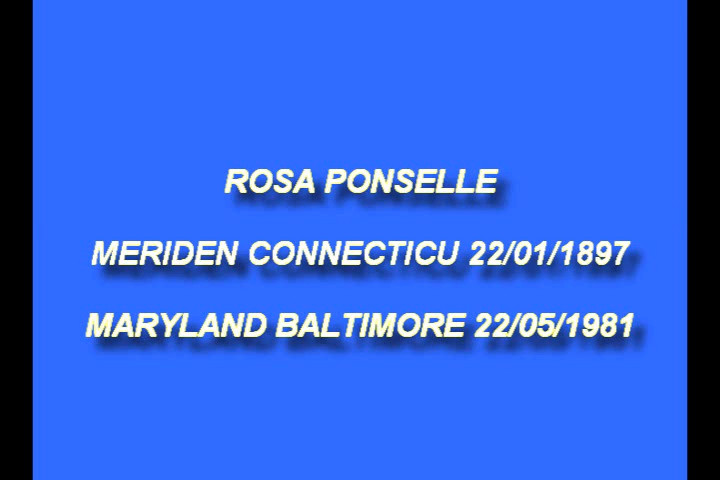 ROSA PONSELLE
MERIDEN CONNECTICU 22/01/1897
MARYLAND BALTIMORE 22/05/1981